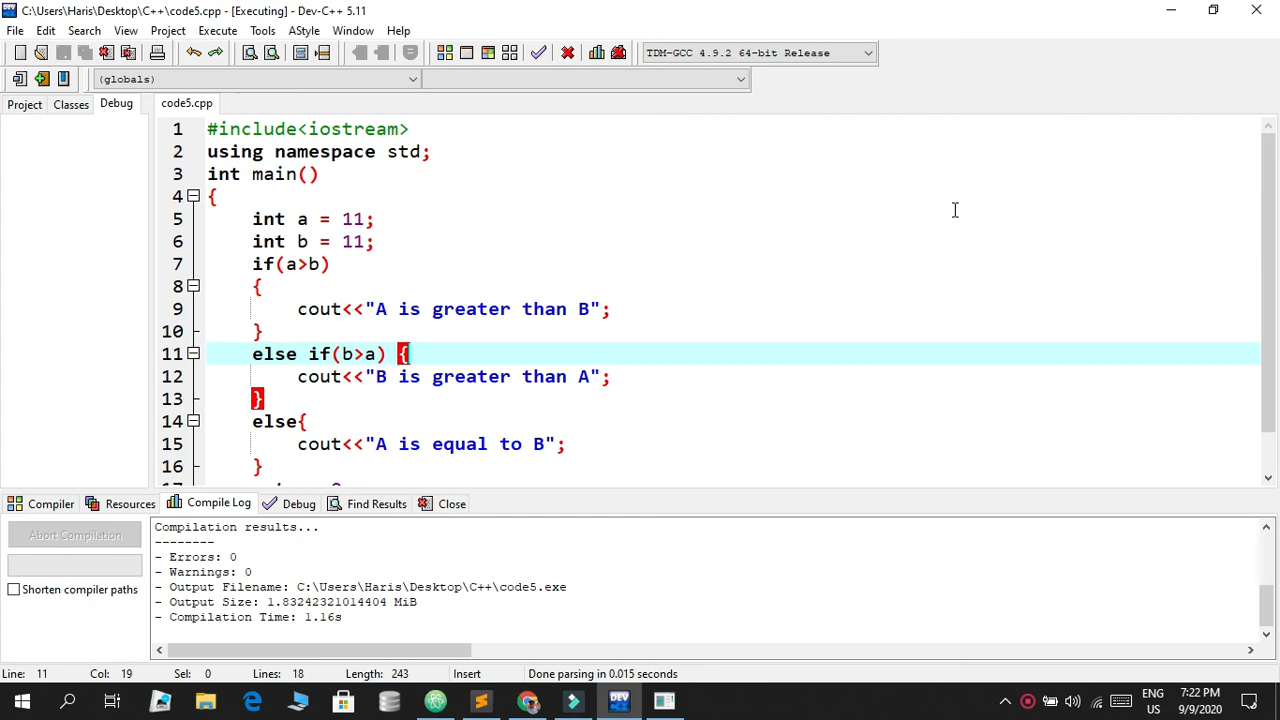 C:\Users\Haris\Desktop\C++\code5.cpp - [Executing] - Dev-C++ 5.11
File Edit Search View Project Execute Tools AStyle Window Help
TDM-GCC 4.9.2 64-bit Release
(globals)
Project Classes Debug code5.cpp
1 #include<iostream>
2 using namespace std;
3 int main()
4 {
5 int a = 11;
6 int b = 11;
7 if(a>b)
8 {
9 cout<<"A is greater than B";
10 }
11 else if(b>a) {
12 cout<<"B is greater than A";
13 }
14 else{
15 cout<<"A is equal to B";
16 }
Compiler Resources Compile Log Debug Find Results Close
Abort Compilation
Shorten compiler paths
Compilation results...
--------
- Errors: 0
- Warnings: 0
- Output Filename: C:\Users\Haris\Desktop\C++\code5.exe
- Output Size: 1.83242321014404 MiB
- Compilation Time: 1.16s
Line: 11 Col: 19 Sel: 0 Lines: 18 Length: 243 Insert Done parsing in 0.015 seconds
DEV
ENG
US
7:22 PM
9/9/2020